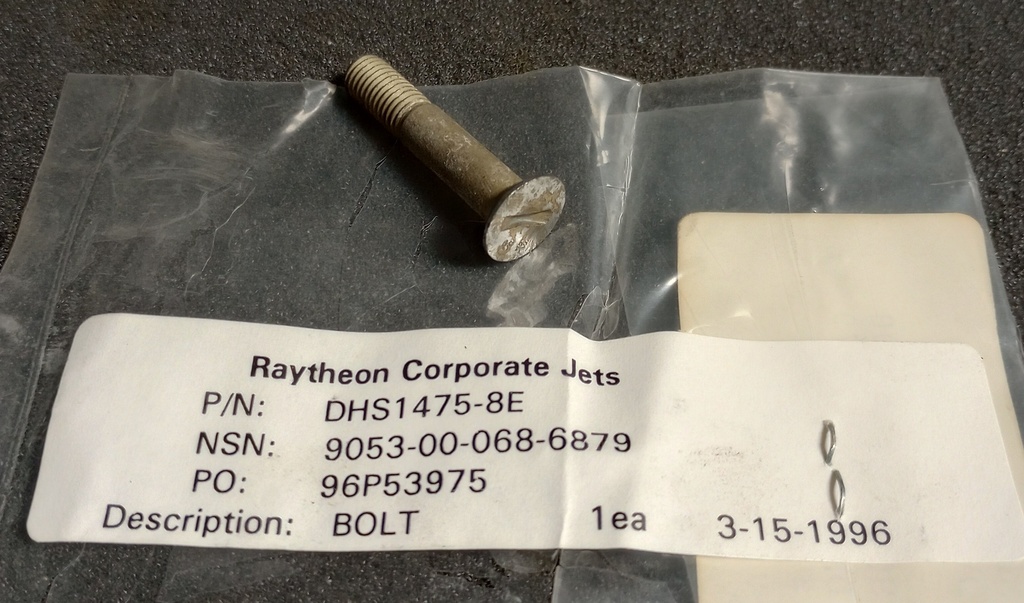 Raytheon Corporate Jets
P/N: DHS1475-8E
NSN: 9053-00-068-6879
PO: 96P53975
Description: BOLT 1ea 3-15-1996